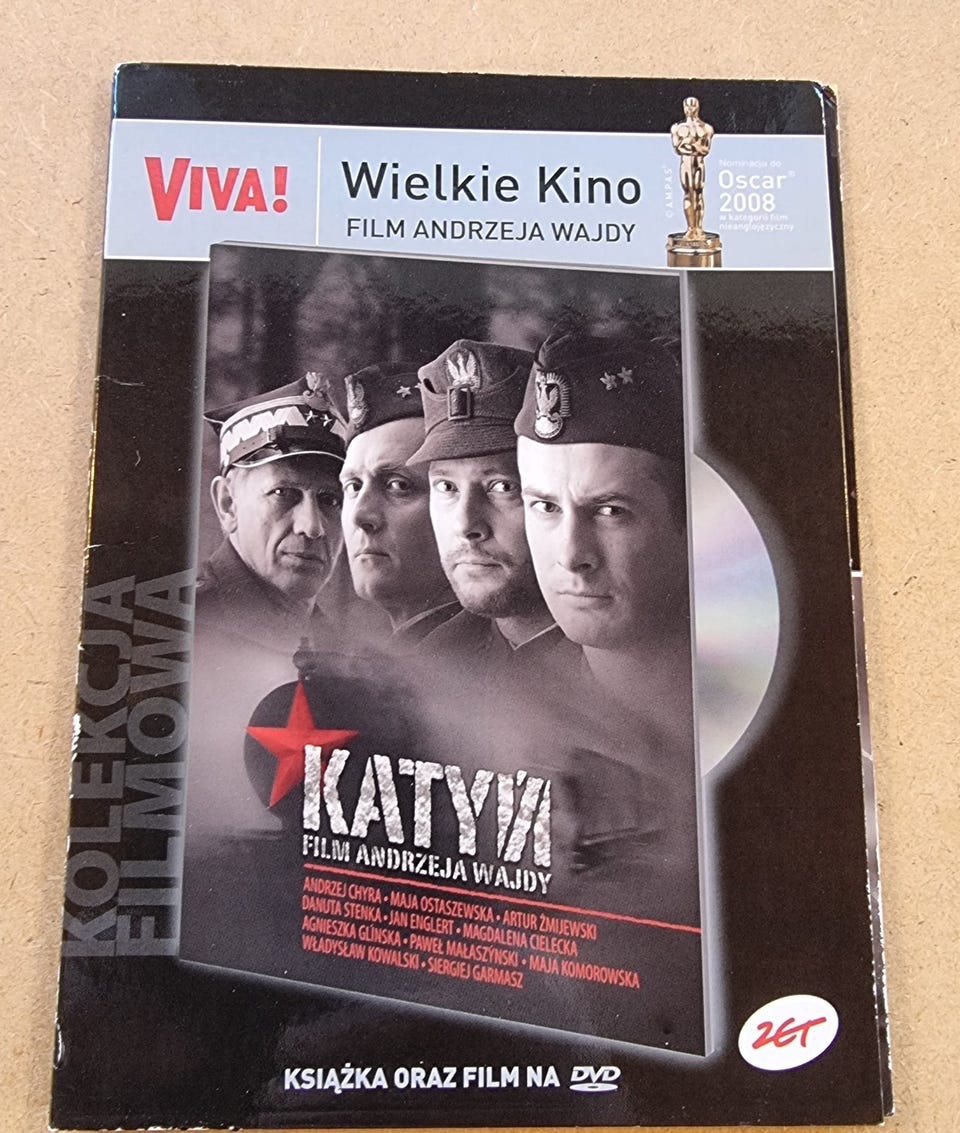 VIVA!
Wielkie Kino
FILM ANDRZEJA WAJDY
© A.M.P.A.S®
Nominacja do
Oscar®
2008
w kategorii film
nieanglojęzyczny
KOLEKCJA
FILMOWA
KATYŃ
FILM ANDRZEJA WAJDY
ANDRZEJ CHYRA • MAJA OSTASZEWSKA • ARTUR ŻMIJEWSKI
DANUTA STENKA • JAN ENGLERT • MAGDALENA CIELECKA
AGNIESZKA GLIŃSKA • PAWEŁ MAŁASZYŃSKI • MAJA KOMOROWSKA
WŁADYSŁAW KOWALSKI • SIERGIEJ GARMASZ
ZET
KSIĄŻKA ORAZ FILM NA DVD